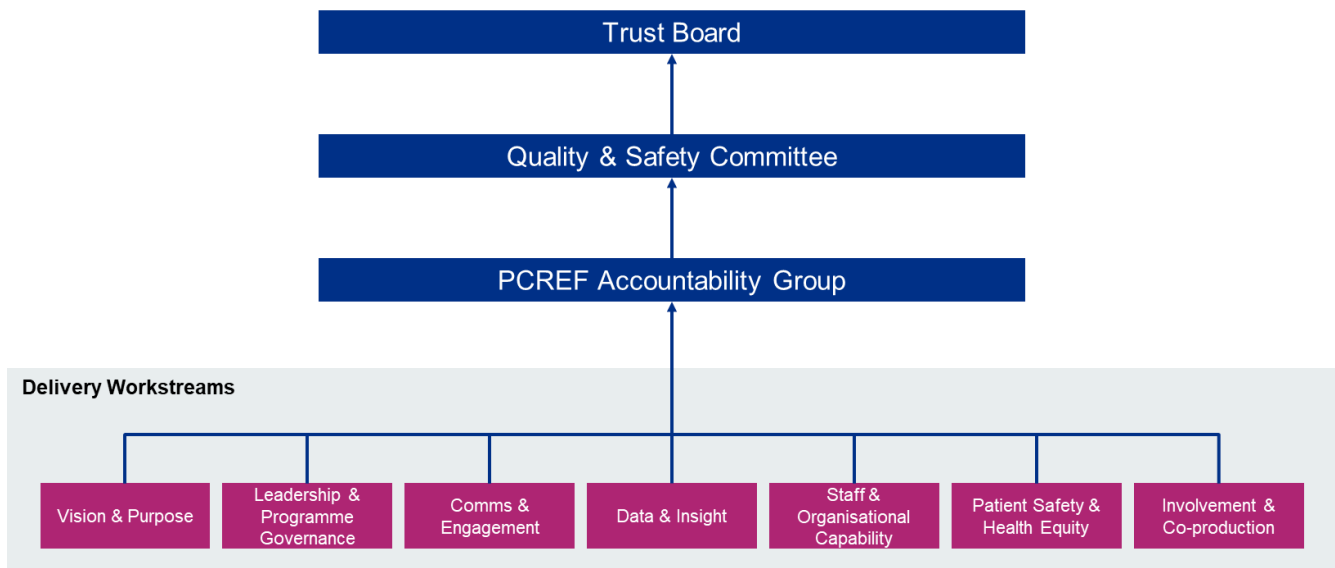 Trust Board
Quality & Safety Committee
PCREF Accountability Group
Delivery Workstreams
Vision & Purpose
Leadership &
Programme
Governance
Comms &
Engagement
Data & Insight
Staff &
Organisational
Capability
Patient Safety &
Health Equity
Involvement &
Co-production